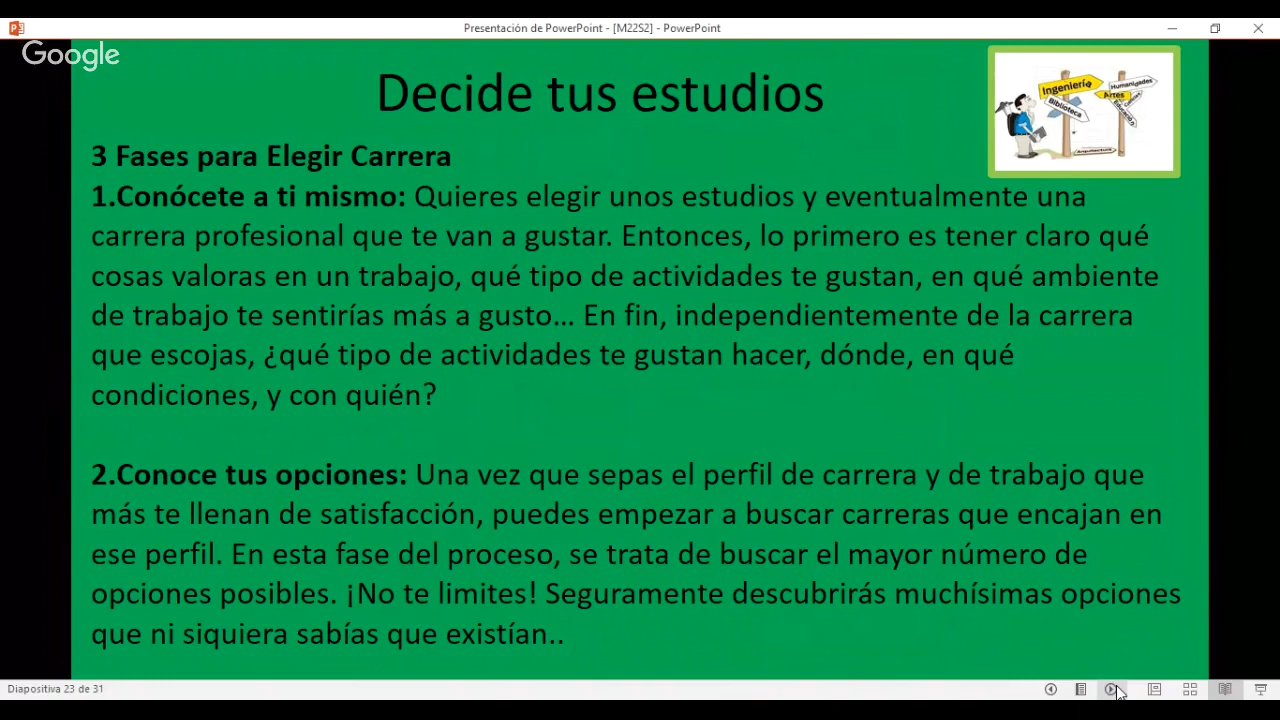 Presentación de PowerPoint - [M22S2] - PowerPoint
Google
Decide tus estudios
Ingeniería
Humanidades
Biblioteca
Artes
Ciencias
Educación
Arquitectura
3 Fases para Elegir Carrera
1.Conócete a ti mismo: Quieres elegir unos estudios y eventualmente una
carrera profesional que te van a gustar. Entonces, lo primero es tener claro qué
cosas valoras en un trabajo, qué tipo de actividades te gustan, en qué ambiente
de trabajo te sentirías más a gusto... En fin, independientemente de la carrera
que escojas, ¿qué tipo de actividades te gustan hacer, dónde, en qué
condiciones, y con quién?
2.Conoce tus opciones: Una vez que sepas el perfil de carrera y de trabajo que
más te llenan de satisfacción, puedes empezar a buscar carreras que encajan en
ese perfil. En esta fase del proceso, se trata de buscar el mayor número de
opciones posibles. ¡No te limites! Seguramente descubrirás muchísimas opciones
que ni siquiera sabías que existían..
Diapositiva 23 de 31